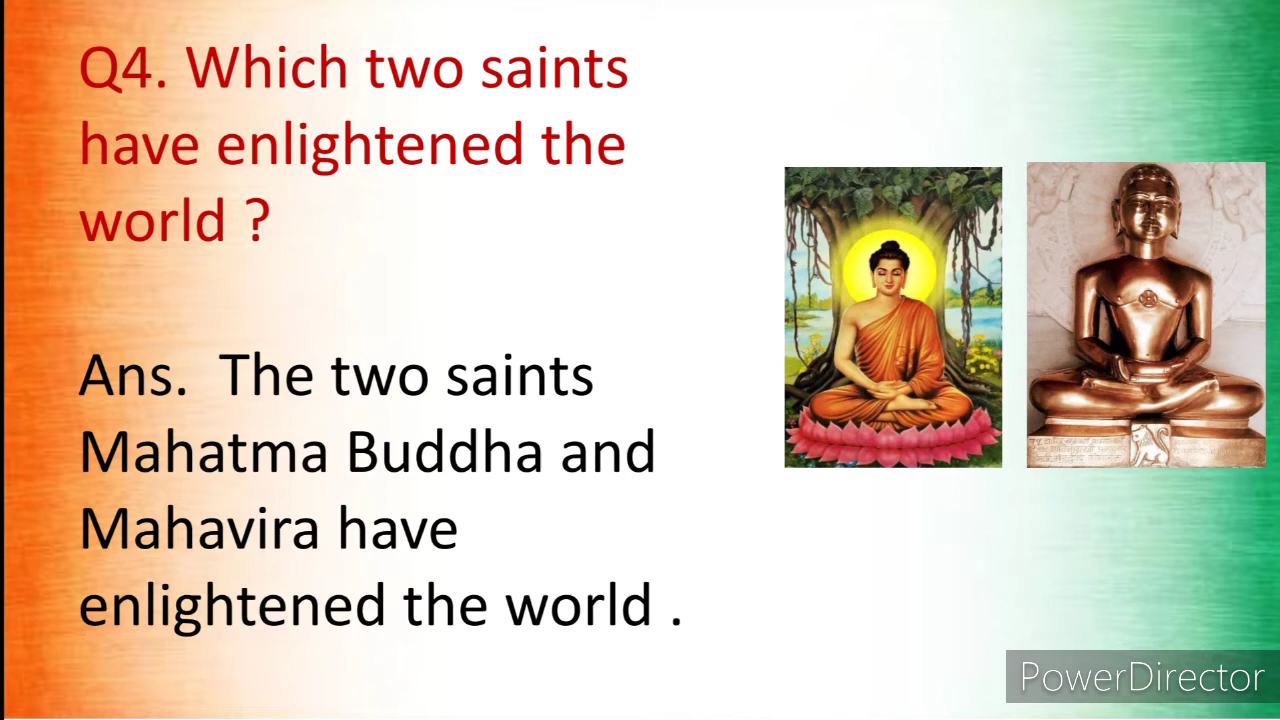 Q4. Which two saints
have enlightened the
world ?
Ans.  The two saints
Mahatma Buddha and
Mahavira have
enlightened the world .
PowerDirector